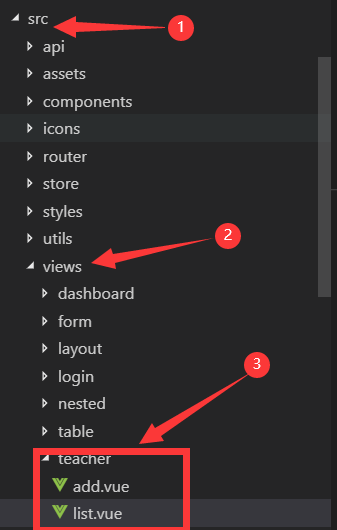 src
1
api
assets
components
icons
router
store
styles
utils
2
views
dashboard
form
layout
login
3
nested
table
teacher
add.vue
list.vue